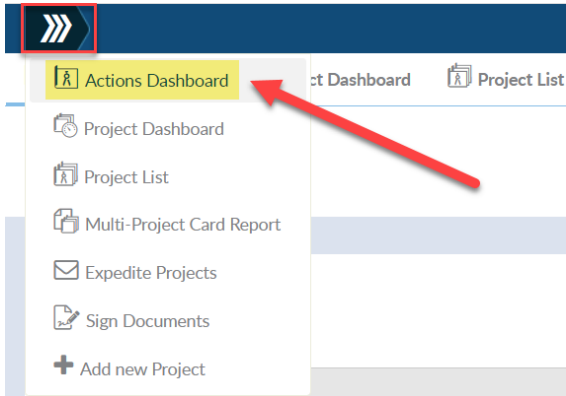 Actions Dashboard
ct Dashboard
Project List
Project Dashboard
Project List
Multi-Project Card Report
Expedite Projects
Sign Documents
Add new Project